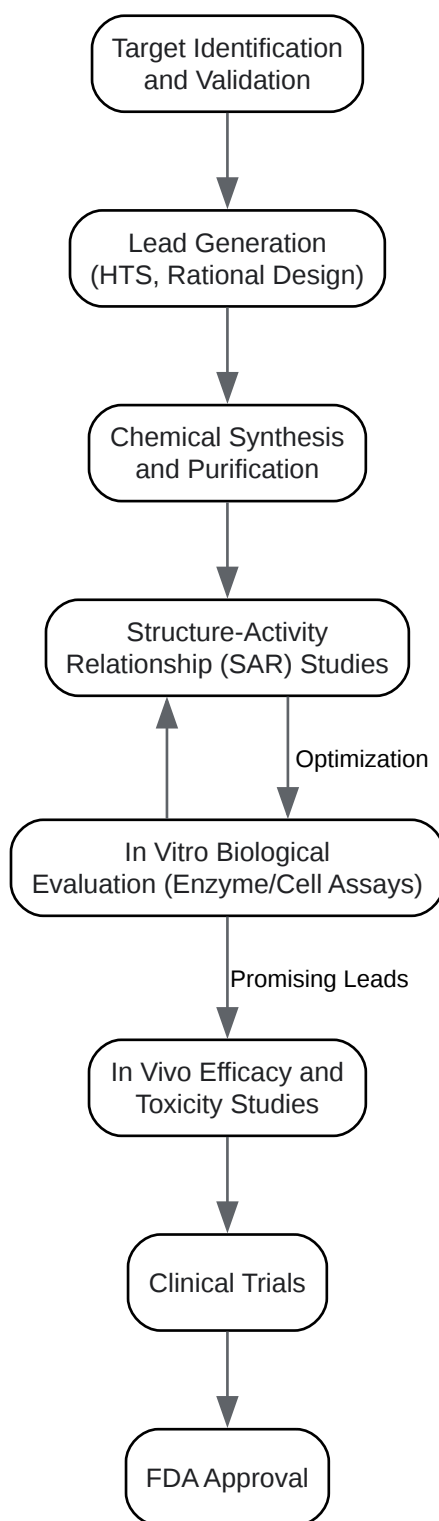 Target Identification
and Validation
Lead Generation
(HTS, Rational Design)
Chemical Synthesis
and Purification
Structure-Activity
Relationship (SAR) Studies
Optimization
In Vitro Biological
Evaluation (Enzyme/Cell Assays)
Promising Leads
In Vivo Efficacy and
Toxicity Studies
Clinical Trials
FDA Approval